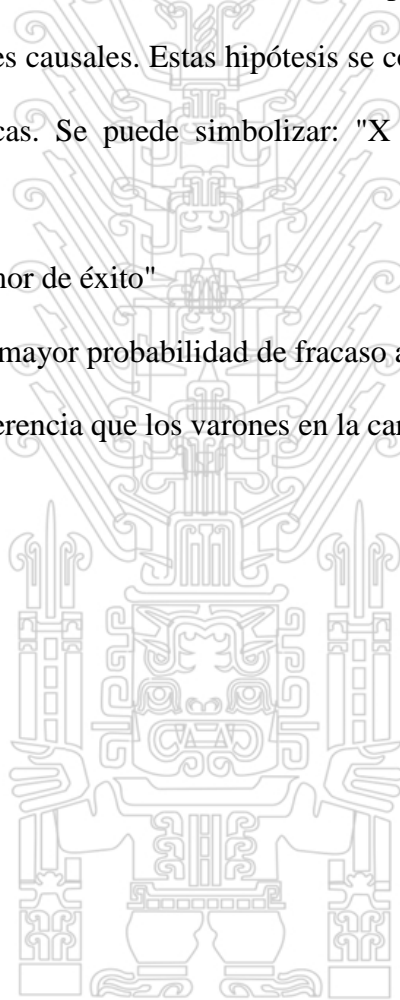 es causales. Estas hipótesis se co
cas. Se puede simbolizar: "X
nor de éxito"
mayor probabilidad de fracaso a
erencia que los varones en la car